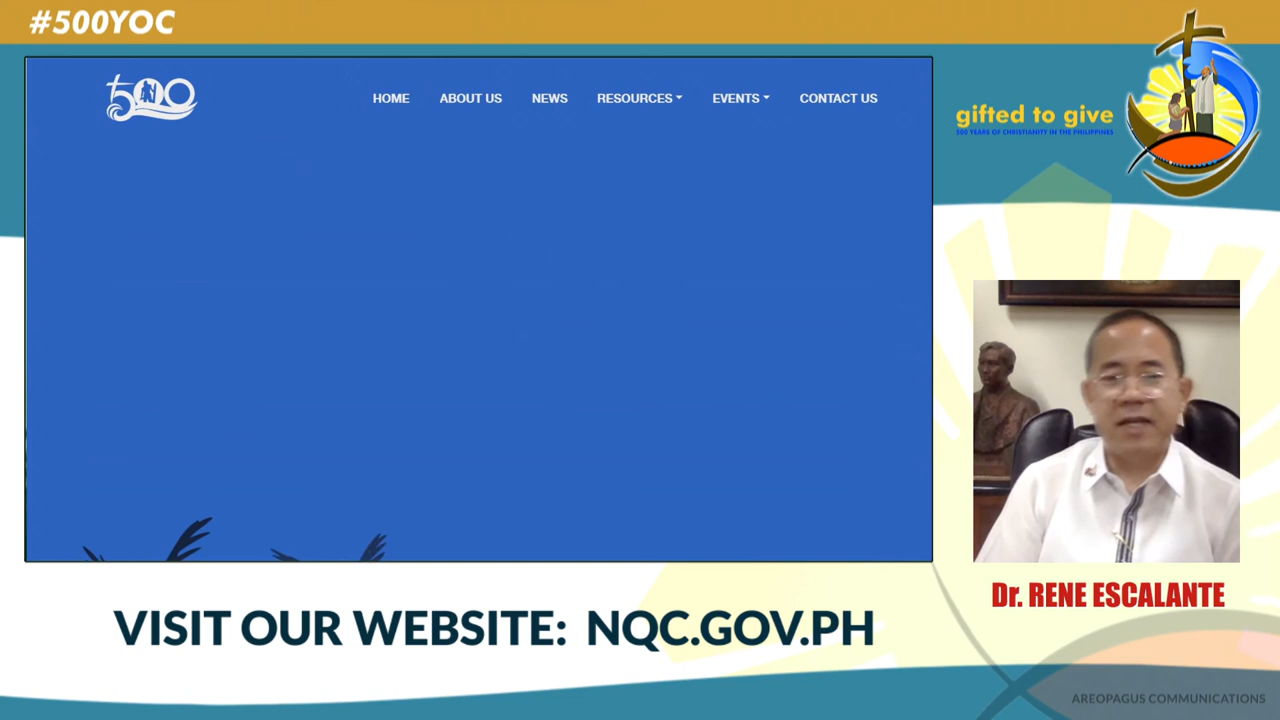 #500YOC
500
HOME ABOUT US NEWS RESOURCES EVENTS CONTACT US
gifted to give
500 YEARS OF CHRISTIANITY IN THE PHILIPPINES
Dr. RENE ESCALANTE
VISIT OUR WEBSITE: NQC.GOV.PH
AREOPAGUS COMMUNICATIONS